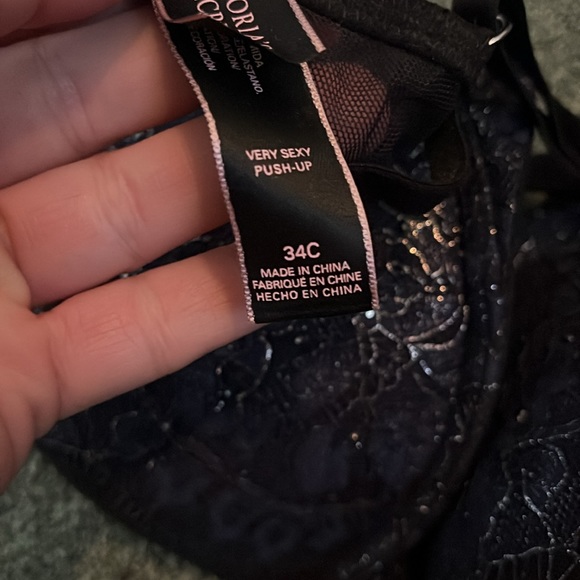 VERY SEXY
PUSH-UP
34C
MADE IN CHINA
FABRIQUÉ EN CHINE
HECHO EN CHINA